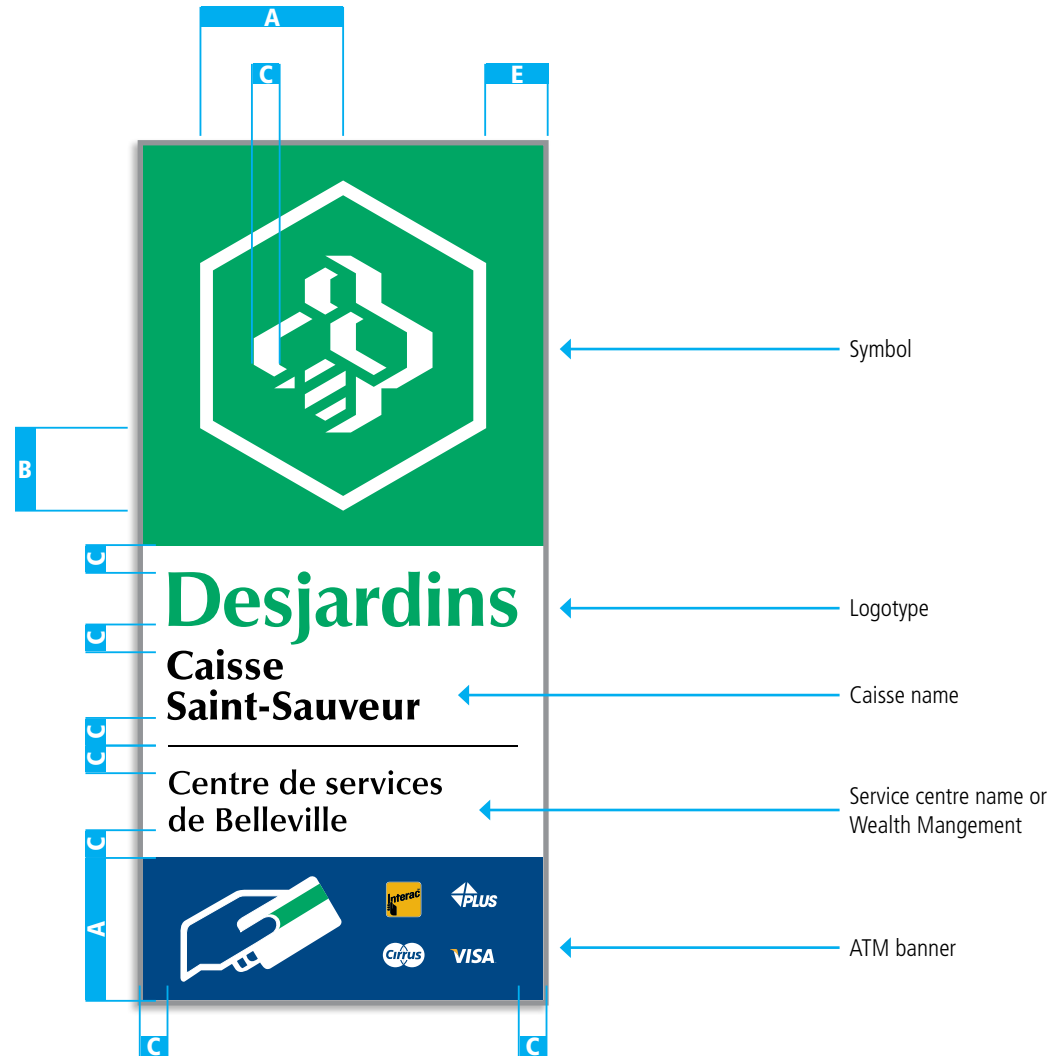 A
C
E
Symbol
B
C
Desjardins
Logotype
C
Caisse
Saint-Sauveur
Caisse name
C
C
Centre de services
de Belleville
Service centre name or
Wealth Mangement
C
A
Interac
PLUS
Cirrus
VISA
ATM banner
C
C